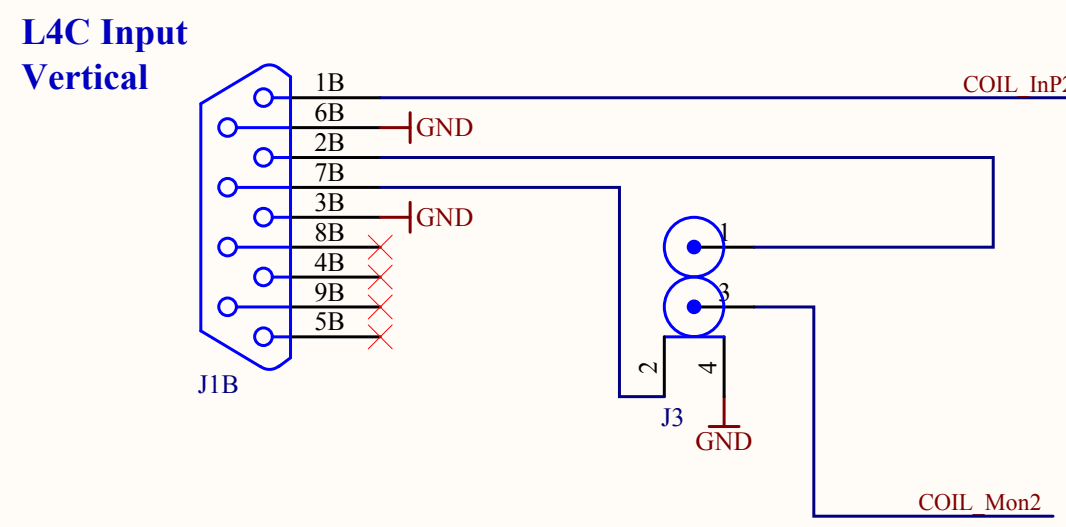 L4C Input
Vertical
1B
COIL_InP2
6B
GND
2B
7B
3B
GND
8B
1
4B
9B
3
5B
2
4
J1B
J3
GND
COIL_Mon2